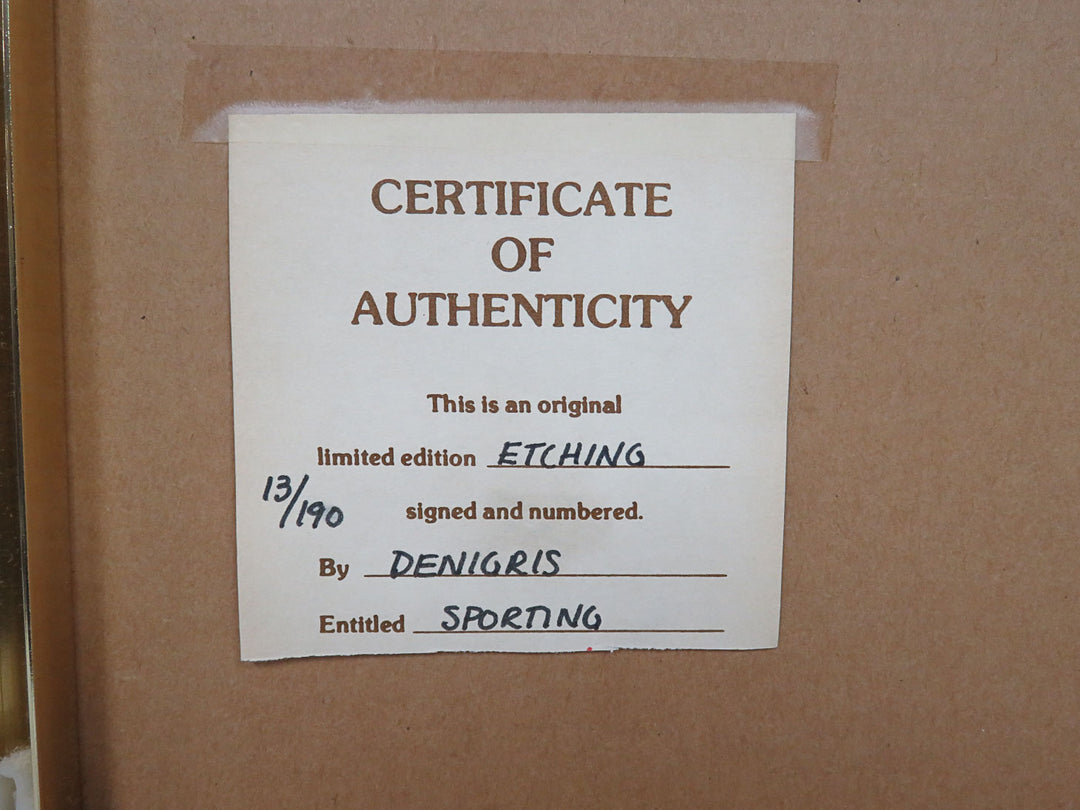 CERTIFICATE
OF
AUTHENTICITY
This is an original
limited edition ETCHING
13/190
signed and numbered.
By DENIGRIS
Entitled SPORTING